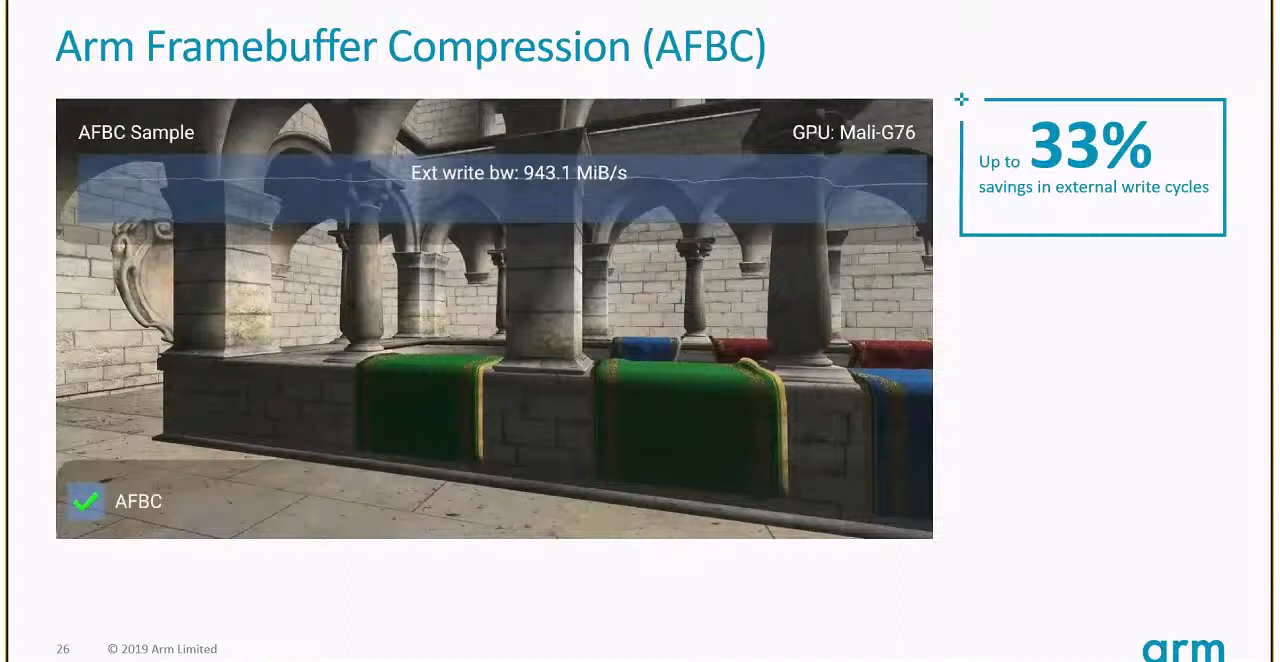 Arm Framebuffer Compression (AFBC)
AFBC Sample
GPU: Mali-G76
Ext write bw: 943.1 MiB/s
AFBC
Up to 33%
savings in external write cycles
26
© 2019 Arm Limited
arm